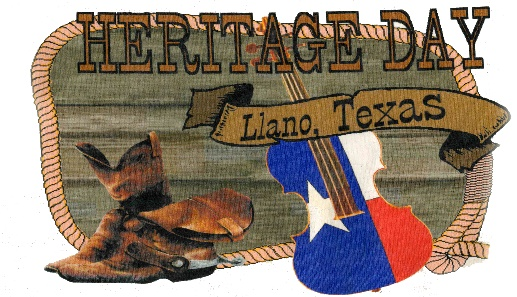 HERITAGE DAY
Llano, Texas